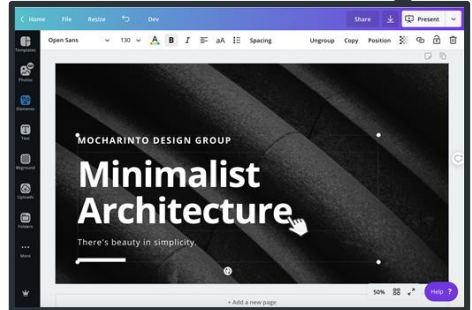 Home File Resize Dev Share Present
Open Sans 130 A B I aA Spacing Ungroup Copy Position
Templates
Photos
Elements
Text
Bkground
Uploads
Folders
More
MOCHARINTO DESIGN GROUP
Minimalist
Architecture
There's beauty in simplicity.
50% Help ?
+ Add a new page